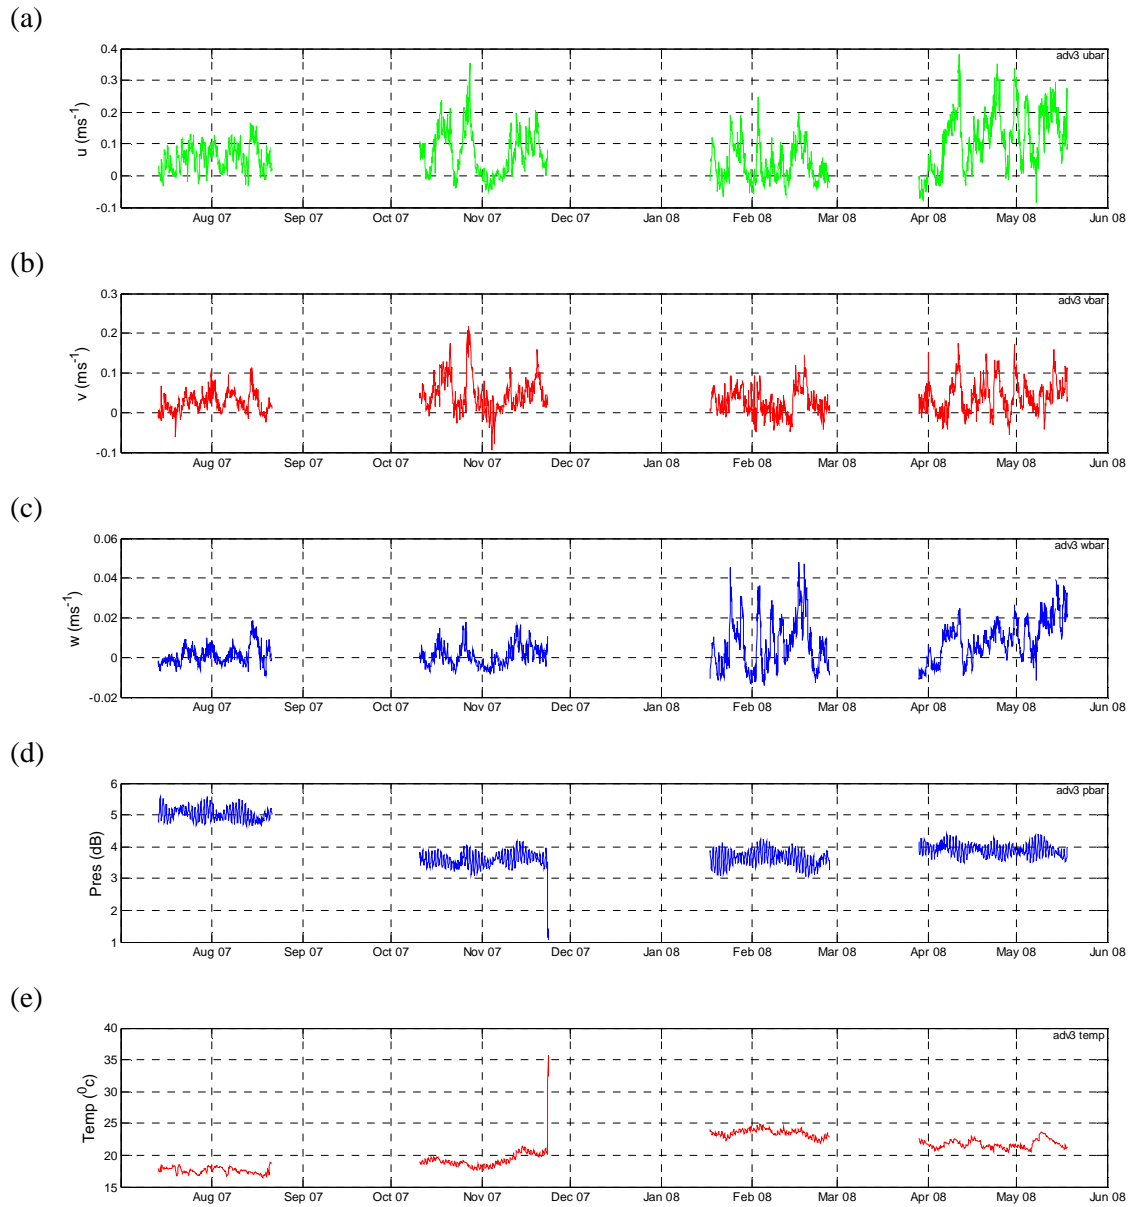 (a)
adv3 ubar
0.4
0.3
0.2
0.1
0
-0.1
u (ms-1)
Aug 07 Sep 07 Oct 07 Nov 07 Dec 07 Jan 08 Feb 08 Mar 08 Apr 08 May 08 Jun 08
(b)
adv3 vbar
0.3
0.2
0.1
0
-0.1
v (ms-1)
Aug 07 Sep 07 Oct 07 Nov 07 Dec 07 Jan 08 Feb 08 Mar 08 Apr 08 May 08 Jun 08
(c)
adv3 wbar
0.06
0.04
0.02
0
-0.02
w (ms-1)
Aug 07 Sep 07 Oct 07 Nov 07 Dec 07 Jan 08 Feb 08 Mar 08 Apr 08 May 08 Jun 08
(d)
adv3 pbar
6
5
4
3
2
1
Pres (dB)
Aug 07 Sep 07 Oct 07 Nov 07 Dec 07 Jan 08 Feb 08 Mar 08 Apr 08 May 08 Jun 08
(e)
adv3 temp
40
35
30
25
20
15
Temp (0c)
Aug 07 Sep 07 Oct 07 Nov 07 Dec 07 Jan 08 Feb 08 Mar 08 Apr 08 May 08 Jun 08